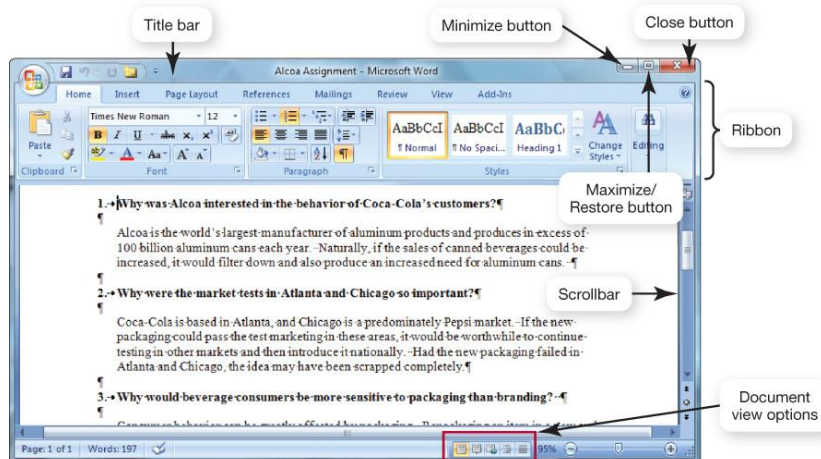 Title bar
Minimize button
Close button
Alcoa Assignment - Microsoft Word
Home Insert Page Layout References Mailings Review View Add-Ins
Ribbon
Times New Roman 12
Paste
B I U abc x₂ x²
Aa A A
AaBbCcI AaBbCcI AaBbC
¶ Normal ¶ No Spaci... Heading 1
Change Styles
Editing
Clipboard Font Paragraph Styles
Maximize/
Restore button
1.→Why·was·Alcoa·interested·in·the·behavior·of·Coca-Cola's·customers?¶
¶
Alcoa·is·the·world's·largest·manufacturer·of·aluminum·products·and·produces·in·excess·of·
100·billion·aluminum·cans·each·year.··Naturally,·if·the·sales·of·canned·beverages·could·be·
increased,·it·would·filter·down·and·also·produce·an·increased·need·for·aluminum·cans.··¶
¶
2.→Why·were·the·market·tests·in·Atlanta·and·Chicago·so·important?¶
¶
Scrollbar
Coca-Cola·is·based·in·Atlanta,·and·Chicago·is·a·predominately·Pepsi·market.··If·the·new·
packaging·could·pass·the·test·marketing·in·these·areas,·it·would·be·worthwhile·to·continue·
testing·in·other·markets·and·then·introduce·it·nationally.··Had·the·new·packaging·failed·in·
Atlanta·and·Chicago,·the·idea·may·have·been·scrapped·completely.¶
¶
3.→Why·would·beverage·consumers·be·more·sensitive·to·packaging·than·branding?··¶
¶
Document
view options
Page: 1 of 1 Words: 197 95%